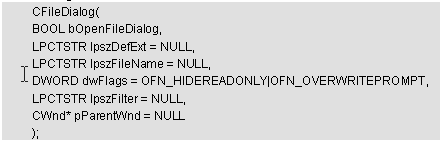 CFileDialog(
BOOL bOpenFileDialog,
LPCTSTR lpszDefExt = NULL,
LPCTSTR lpszFileName = NULL,
DWORD dwFlags = OFN_HIDEREADONLY|OFN_OVERWRITEPROMPT,
LPCTSTR lpszFilter = NULL,
CWnd* pParentWnd = NULL
);